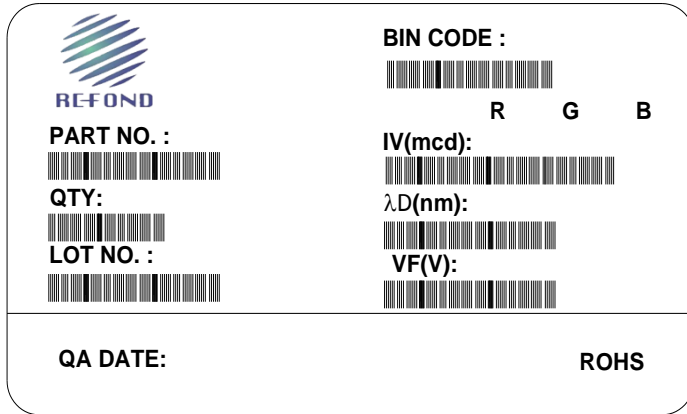 REFOND
PART NO. :
QTY:
LOT NO. :
BIN CODE :
R G B
IV(mcd):
λD(nm):
VF(V):
QA DATE:
ROHS